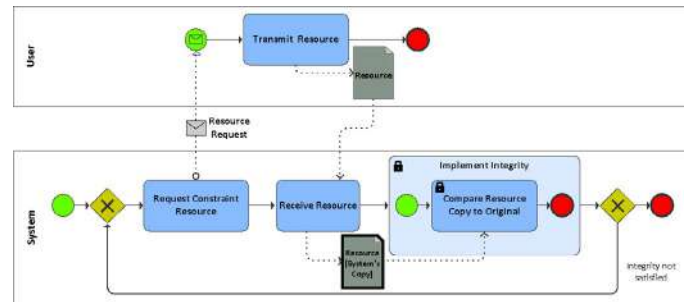 User
Transmit Resource
Resource
Resource
Request
System
Implement Integrity
Request Constraint
Resource
Receive Resource
Compare Resource
Copy to Original
Resource
[System's
Copy]
Integrity not
satisfied